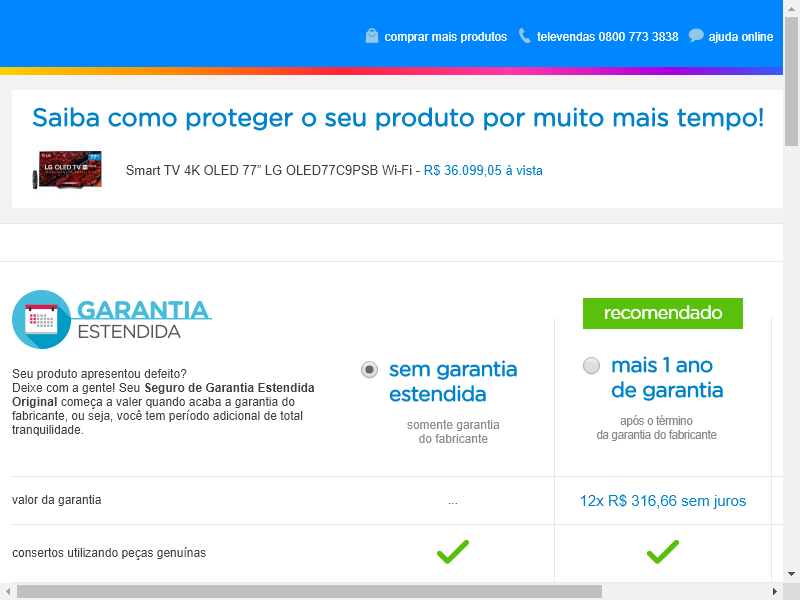 comprar mais produtos televendas 0800 773 3838 ajuda online
Saiba como proteger o seu produto por muito mais tempo!
LG OLED TV
77"
Smart TV 4K OLED 77” LG OLED77C9PSB Wi-Fi - R$ 36.099,05 à vista
GARANTIA
ESTENDIDA
Seu produto apresentou defeito?
Deixe com a gente! Seu Seguro de Garantia Estendida
Original começa a valer quando acaba a garantia do
fabricante, ou seja, você tem período adicional de total
tranquilidade.
sem garantia
estendida
somente garantia
do fabricante
recomendado
mais 1 ano
de garantia
após o término
da garantia do fabricante
valor da garantia ... 12x R$ 316,66 sem juros
consertos utilizando peças genuínas